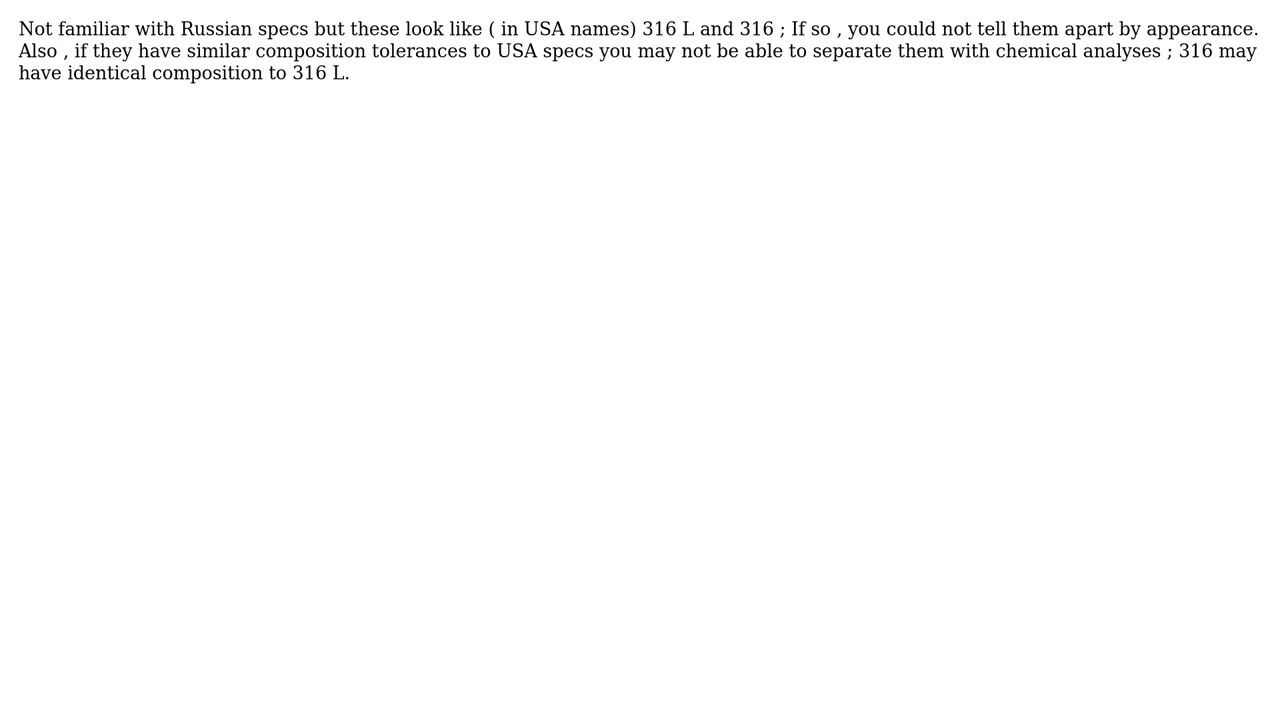 Not familiar with Russian specs but these look like ( in USA names) 316 L and 316 ; If so , you could not tell them apart by appearance.
Also , if they have similar composition tolerances to USA specs you may not be able to separate them with chemical analyses ; 316 may
have identical composition to 316 L.